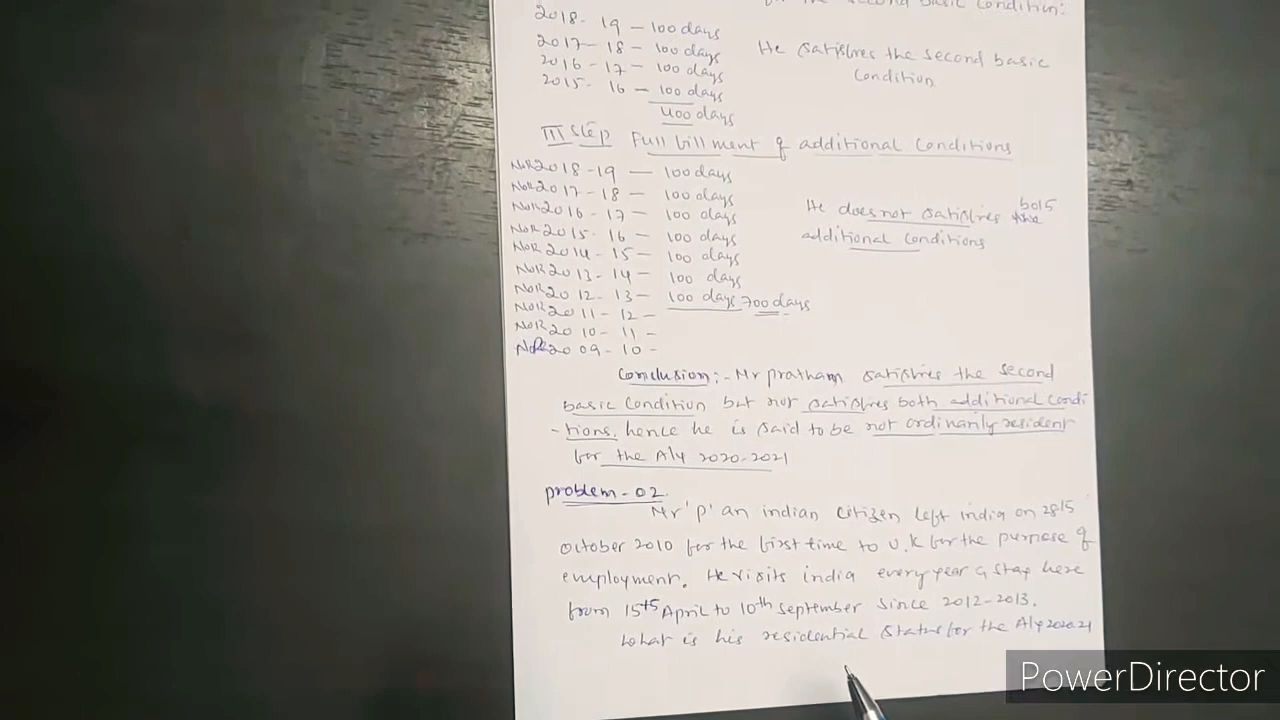 the second basic condition:
2018-19 – 100 days
2017-18 – 100 days
2016-17 – 100 days
2015-16 – 100 days
400 days
He satisfies the second basic
condition
III Step Fullfillment of additional conditions
NOR 2018-19 – 100 days
NOR 2017-18 – 100 days
NOR 2016-17 – 100 days
NOR 2015-16 – 100 days
NOR 2014-15 – 100 days
NOR 2013-14 – 100 days
NOR 2012-13 – 100 days 700 days
NOR 2011-12 –
NOR 2010-11 –
NOR 2009-10 –
He does not satisfies both
additional conditions
Conclusion:- Mr pratham satisfies the second
basic condition but not satisfies both additional condi
-tions. hence he is said to be not ordinarily resident
for the A/y 2020-2021
problem-02.
Mr 'p' an indian citizen left india on 28th
October 2010 for the first time to U.K for the purpose of
employment. He visits india every year & stay here
from 15th April to 10th September since 2012-2013.
What is his residential status for the A/y 2020-21
PowerDirector